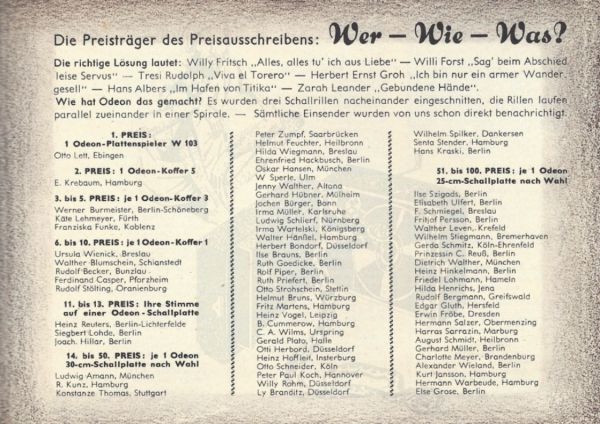 Die Preisträger des Preisausschreibens: Wer – Wie – Was?
Die richtige Lösung lautet: Willy Fritsch „Alles, alles tu' ich aus Liebe" — Willi Forst „Sag' beim Abschied
leise Servus" — Tresi Rudolph „Viva el Torero" — Herbert Ernst Groh „Ich bin nur ein armer Wander.
gesell" — Hans Albers „Im Hafen von Titika" — Zarah Leander „Gebundene Hände".
Wie hat Odeon das gemacht? Es wurden drei Schallrillen nacheinander eingeschnitten, die Rillen laufen
parallel zueinander in einer Spirale. — Sämtliche Einsender wurden von uns schon direkt benachrichtigt.
1. PREIS:
1 Odeon-Plattenspieler W 103
Otto Lett, Ebingen
2. PREIS: 1 Odeon-Koffer 5
E. Krebaum, Hamburg
3. bis 5. PREIS: je 1 Odeon-Koffer 3
Werner Burmeister, Berlin-Schöneberg
Käte Lehmeyer, Fürth
Franziska Funke, Koblenz
6. bis 10. PREIS: je 1 Odeon-Koffer 1
Ursula Wienick, Breslau
Walther Blumschein, Schlanstedt
Rudolf Becker, Bunzlau
Ferdinand Casper, Pforzheim
Rudolf Stölting, Oranienburg
11. bis 13. PREIS: Ihre Stimme
auf einer Odeon-Schallplatte
Heinz Reuters, Berlin-Lichterfelde
Siegbert Lohde, Berlin
Joach. Hillar, Berlin
14. bis 50. PREIS: je 1 Odeon
30cm-Schallplatte nach Wahl
Ludwig Amann, München
R. Kunz, Hamburg
Konstanze Thomas, Stuttgart
Peter Zumpf, Saarbrücken
Helmut Feuchter, Heilbronn
Hilda Wiegmann, Breslau
Ehrenfried Hackbusch, Berlin
Oskar Hansen, München
W Sperle, Ulm
Jenny Walther, Altona
Gerhard Hübner, Mülheim
Jochen Bürger, Bonn
Irma Müller, Karlsruhe
Ludwig Schierf, Nürnberg
Irma Wartelski, Königsberg
Walter Hänßel, Hamburg
Herbert Bondorf, Düsseldorf
Ilse Brauns, Berlin
Ruth Goedicke, Berlin
Rolf Piper, Berlin
Ruth Priefert, Berlin
Otto Strohschein, Stettin
Helmut Bruns, Würzburg
Fritz Martens, Hamburg
Heinz Vogel, Leipzig
B. Cummerow, Hamburg
C. A. Wilms, Urspring
Gerald Plato, Halle
Otti Herbord, Düsseldorf
Heinz Hofflein, Insterburg
Otto Schneider, Köln
Peter Paul Koch, Hannover
Willy Rohm, Düsseldorf
Ly Branditz, Düsseldorf
Wilhelm Spilker, Dankersen
Senta Stender, Hamburg
Hans Kraski, Berlin
51. bis 100. PREIS: je 1 Odeon
25cm-Schallplatte nach Wahl
Ilse Szigods, Berlin
Elisabeth Ulfert, Berlin
F. Schmiegel, Breslau
Fritjof Persson, Berlin
Walther Leven, Krefeld
Wilhelm Stiegmann, Bremerhaven
Gerda Schmitz, Köln-Ehrenfeld
Prinzessin C. Reuß, Berlin
Dietrich Walther, München
Heinz Hinkelmann, Berlin
Friedel Lohmann, Hameln
Hilda Henrichs, Jena
Rudolf Bergmann, Greifswald
Edgar Gluth, Hersfeld
Erwin Fröbe, Dresden
Hermann Salzer, Obermenzing
Harras Sarrazin, Marburg
August Schmidt, Heilbronn
Gerhard Müller, Berlin
Charlotte Meyer, Brandenburg
Alexander Wieland, Berlin
Kurt Jansson, Hamburg
Hermann Warbeude, Hamburg
Else Grose, Berlin